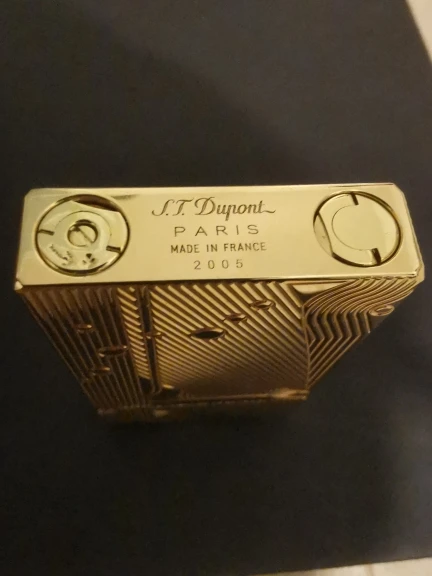 S.T. Dupont
PARIS
MADE IN FRANCE
2005